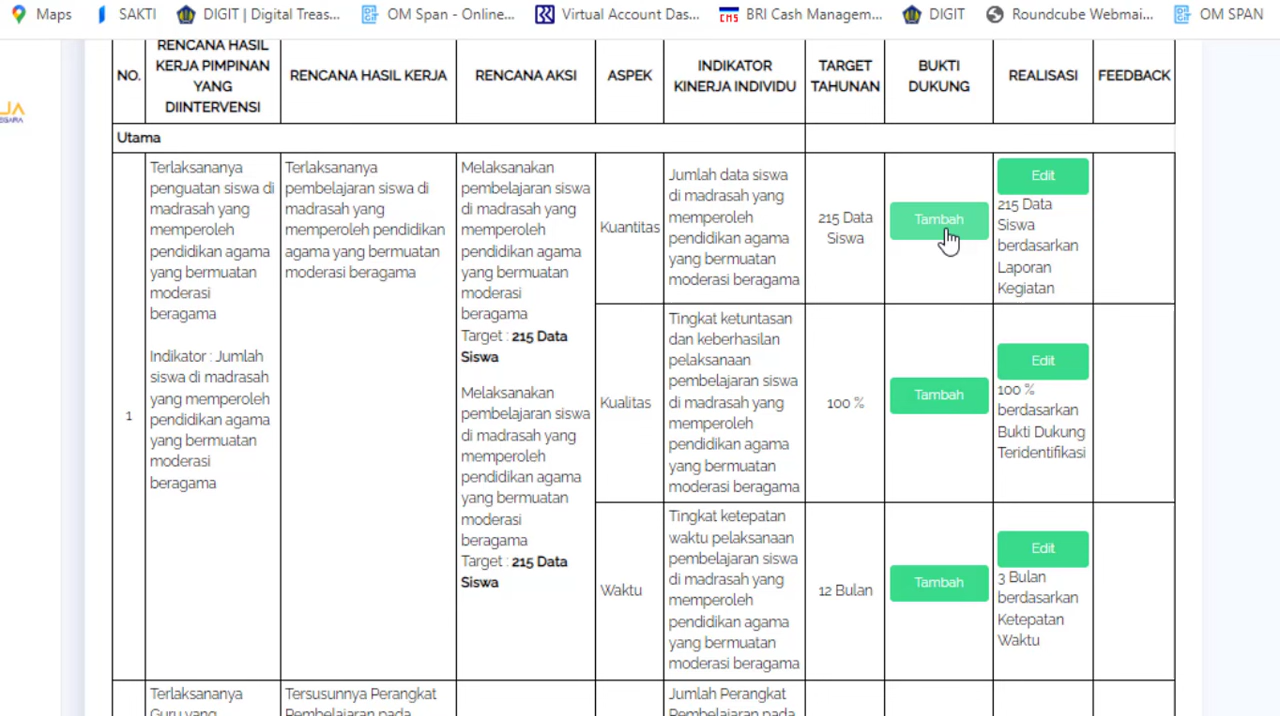 Maps
SAKTI
DIGIT | Digital Treas...
OM Span - Online...
Virtual Account Das...
CMS
BRI Cash Managem...
DIGIT
Roundcube Webmai...
OM SPAN
NO.
RENCANA HASIL
KERJA PIMPINAN
YANG
DIINTERVENSI
RENCANA HASIL KERJA
RENCANA AKSI
ASPEK
INDIKATOR
KINERJA INDIVIDU
TARGET
TAHUNAN
BUKTI
DUKUNG
REALISASI
FEEDBACK
Utama
1
Terlaksananya
penguatan siswa di
madrasah yang
memperoleh
pendidikan agama
yang bermuatan
moderasi
beragama
Indikator : Jumlah
siswa di madrasah
yang memperoleh
pendidikan agama
yang bermuatan
moderasi
beragama
Terlaksananya
pembelajaran siswa di
madrasah yang
memperoleh pendidikan
agama yang bermuatan
moderasi beragama
Melaksanakan
pembelajaran siswa
di madrasah yang
memperoleh
pendidikan agama
yang bermuatan
moderasi
beragama
Target : 215 Data
Siswa
Melaksanakan
pembelajaran siswa
di madrasah yang
memperoleh
pendidikan agama
yang bermuatan
moderasi
beragama
Target : 215 Data
Siswa
Kuantitas
Jumlah data siswa
di madrasah yang
memperoleh
pendidikan agama
yang bermuatan
moderasi beragama
215 Data
Siswa
Tambah
Edit
215 Data
Siswa
berdasarkan
Laporan
Kegiatan
Kualitas
Tingkat ketuntasan
dan keberhasilan
pelaksanaan
pembelajaran siswa
di madrasah yang
memperoleh
pendidikan agama
yang bermuatan
moderasi beragama
100 %
Tambah
Edit
100 %
berdasarkan
Bukti Dukung
Teridentifikasi
Waktu
Tingkat ketepatan
waktu pelaksanaan
pembelajaran siswa
di madrasah yang
memperoleh
pendidikan agama
yang bermuatan
moderasi beragama
12 Bulan
Tambah
Edit
3 Bulan
berdasarkan
Ketepatan
Waktu
Terlaksananya
Guru yang
Tersusunnya Perangkat
Pembelajaran pada
Jumlah Perangkat
Pembelajaran pada